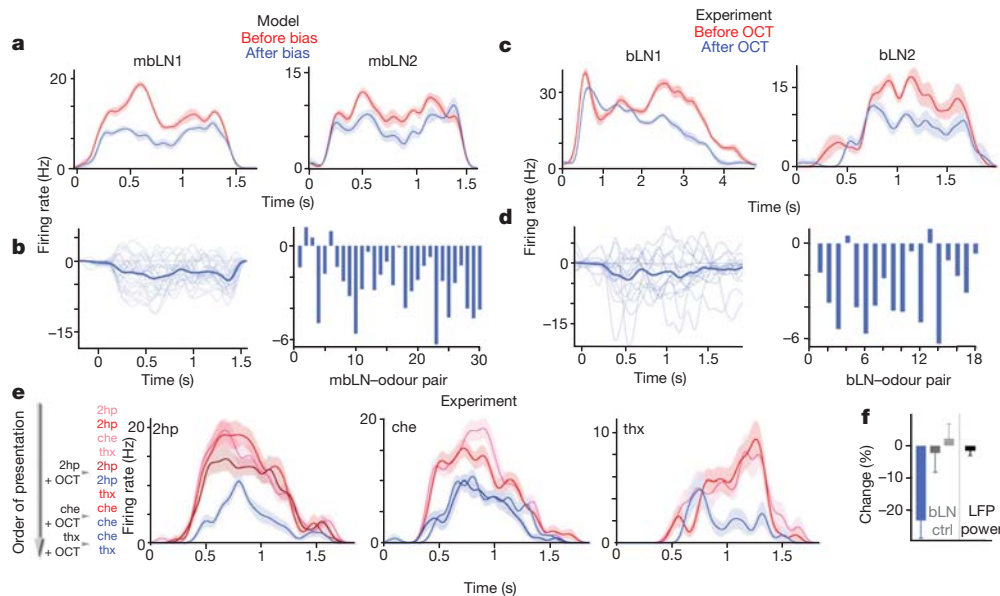 a
Model
Before bias
After bias
mbLN1
mbLN2
20
0
15
0
0
0.5
1
1.5
0
0.5
1
1.5
Time (s)
Firing rate (Hz)
c
Experiment
Before OCT
After OCT
bLN1
bLN2
30
0
15
0
0
1
2
3
4
0
0.5
1
1.5
2.0
Time (s)
Firing rate (Hz)
b
0
−15
0
0.5
1
1.5
Time (s)
0
−6
0
10
20
30
mbLN–odour pair
d
0
−15
0
0.5
1
1.5
Time (s)
0
−6
0
6
12
18
bLN–odour pair
e
Experiment
Order of presentation
2hp
+ OCT
che
+ OCT
thx
+ OCT
2hp
2hp
che
thx
2hp
2hp
thx
che
che
che
thx
Firing rate (Hz)
20
0
2hp
0
0.5
1
1.5
20
0
che
0
0.5
1
1.5
10
0
thx
0
0.5
1
1.5
Time (s)
f
Change (%)
0
−20
bLN
ctrl
LFP
power